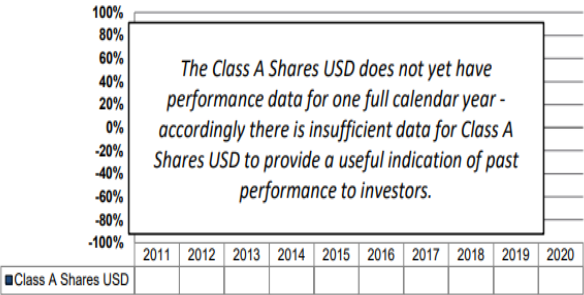 100%
80%
60%
40%
20%
0%
-20%
-40%
-60%
-80%
-100%
The Class A Shares USD does not yet have
performance data for one full calendar year -
accordingly there is insufficient data for Class A
Shares USD to provide a useful indication of past
performance to investors.
2011 2012 2013 2014 2015 2016 2017 2018 2019 2020
Class A Shares USD